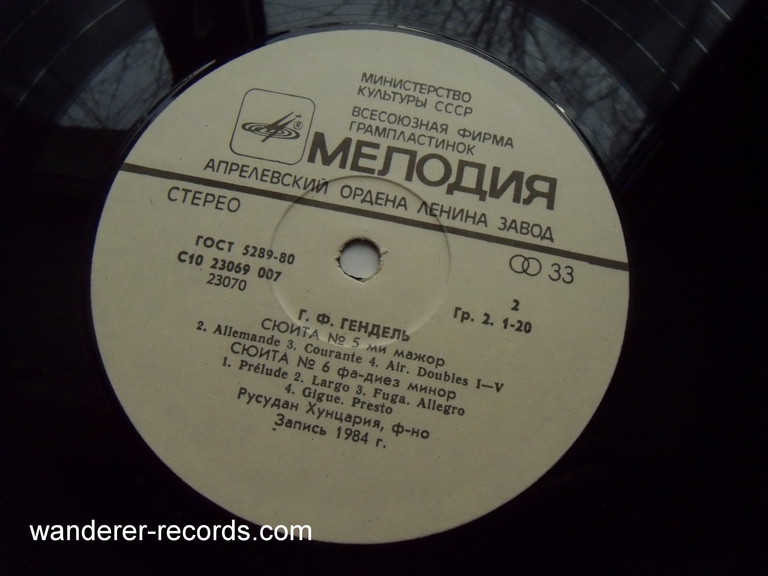 МИНИСТЕРСТВО
КУЛЬТУРЫ СССР
ВСЕСОЮЗНАЯ ФИРМА
ГРАМПЛАСТИНОК
МЕЛОДИЯ
АПРЕЛЕВСКИЙ ОРДЕНА ЛЕНИНА ЗАВОД
СТЕРЕО
ГОСТ 5289-80
С10 23069 007
23070
33
2
Гр. 2. 1-20
Г. Ф. ГЕНДЕЛЬ
СЮИТА № 5 ми мажор
2. Allemande 3. Courante 4. Air. Doubles I—V
СЮИТА № 6 фа-диез минор
1. Prélude 2. Largo 3. Fuga. Allegro
4. Gigue. Presto
Русудан Хунцария, ф-но
Запись 1984 г.
wanderer-records.com